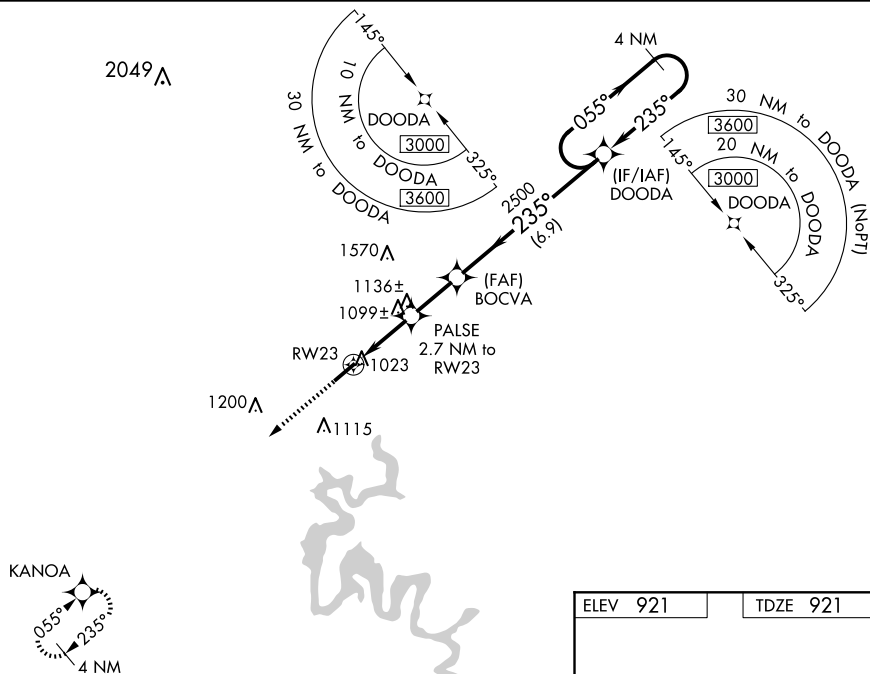 2049
145°
10 NM to DOODA
30 NM to DOODA
DOODA
3000
3600
325°
4 NM
055°
235°
(IF/IAF)
DOODA
30 NM to DOODA (NoPT)
3600
20 NM to DOODA
3000
145°
DOODA
325°
2500
235°
(6.9)
1570
(FAF)
BOCVA
1136±
1099±
PALSE
2.7 NM to
RW23
RW23
1023
1200
1115
KANOA
055°
235°
4 NM
ELEV 921
TDZE 921